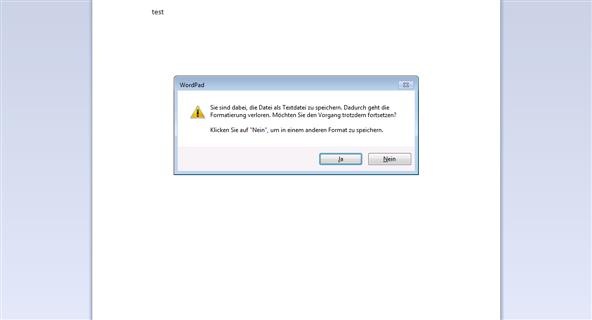 test
WordPad
Sie sind dabei, die Datei als Textdatei zu speichern. Dadurch geht die
Formatierung verloren. Möchten Sie den Vorgang trotzdem fortsetzen?
Klicken Sie auf "Nein", um in einem anderen Format zu speichern.
Ja
Nein